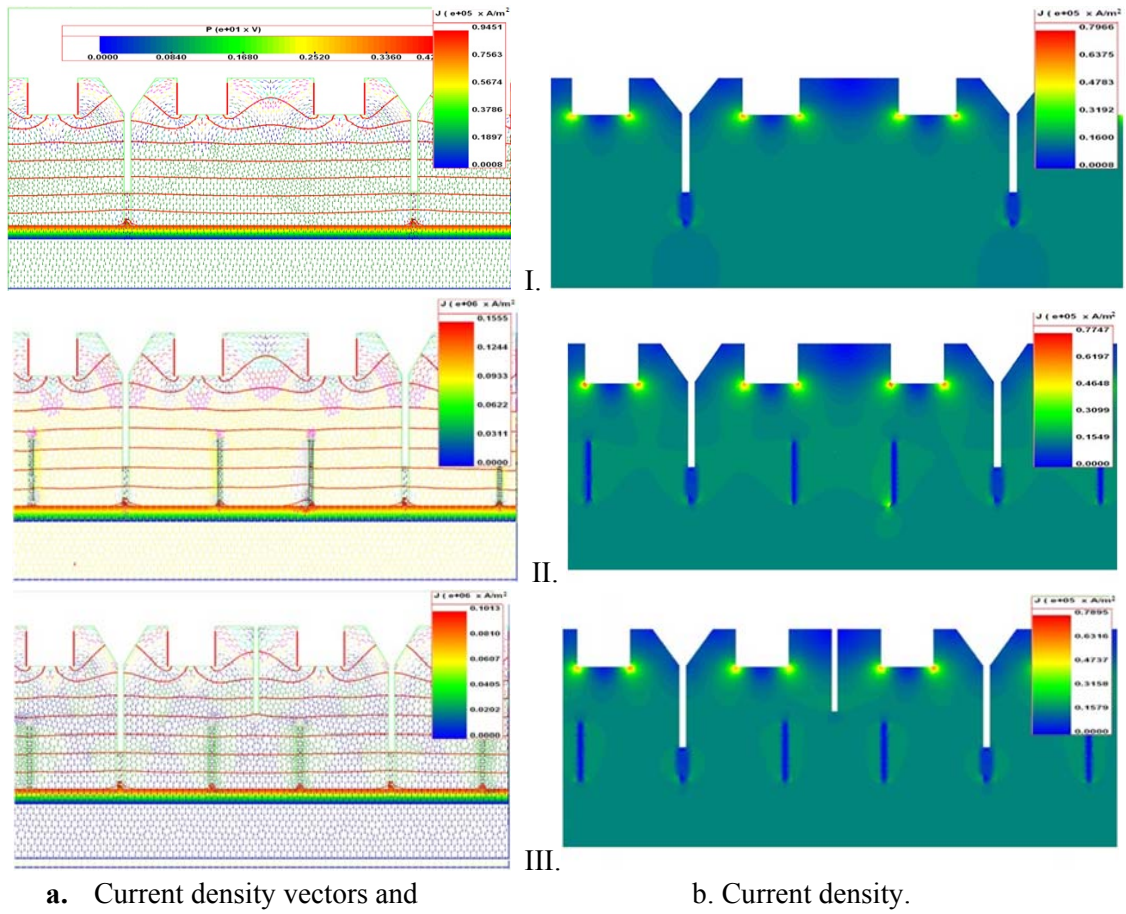 J ( e+05 x A/m²
P (e+01 x V)
0.0000 0.0840 0.1680 0.2520 0.3360
0.9451
0.7563
0.5674
0.3786
0.1897
0.0008
J ( e+05 x A/m²
0.7966
0.6375
0.4783
0.3192
0.1600
0.0008
I.
J ( e+06 x A/m²
0.1555
0.1244
0.0933
0.0622
0.0311
0.0000
J ( e+05 x A/m²
0.7747
0.6197
0.4648
0.3099
0.1549
0.0000
II.
J ( e+06 x A/m²
0.1013
0.0810
0.0607
0.0405
0.0202
0.0000
J ( e+05 x A/m²
0.7895
0.6316
0.4737
0.3158
0.1579
0.0000
III.
a. Current density vectors and
b. Current density.